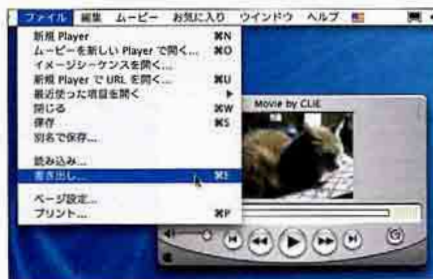 ファイル 編集 ムービー お気に入り ウインドウ ヘルプ
新規 Player ⌘N
ムービーを新しい Player で開く... ⌘O
イメージシーケンスを開く...
新規 Player で URL を開く... ⌘U
最近使った項目を開く ▶
閉じる ⌘W
保存 ⌘S
別名で保存...
読み込み...
書き出し... ⌘E
ページ設定...
プリント... ⌘P
Movie by CLIE